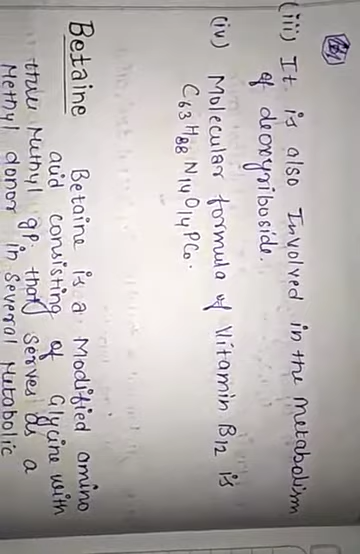 (iii) It is also Involved in the Metabolism
of deoxyriboside.
(iv) Molecular formula of Vitamin B12 is
C63 H88 N14 O14 P Co.
Betaine
Betaine is a Modified amino
acid consisting of Glycine with
three Methyl gp. that serves as a
Methyl donor in several Metabolic